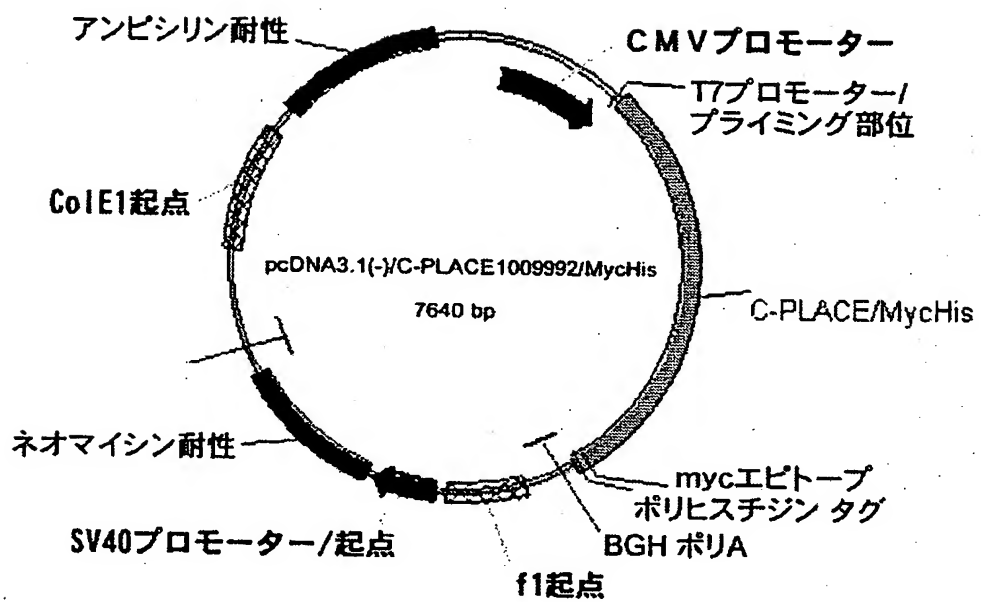 アンピシリン耐性
CMVプロモーター
T7プロモーター/
プライミング部位
ColE1起点
pcDNA3.1(-)/C-PLACE1009992/MycHis
7640 bp
C-PLACE/MycHis
ネオマイシン耐性
mycエピトープ
ポリヒスチジン タグ
SV40プロモーター/起点
BGH ポリA
f1起点